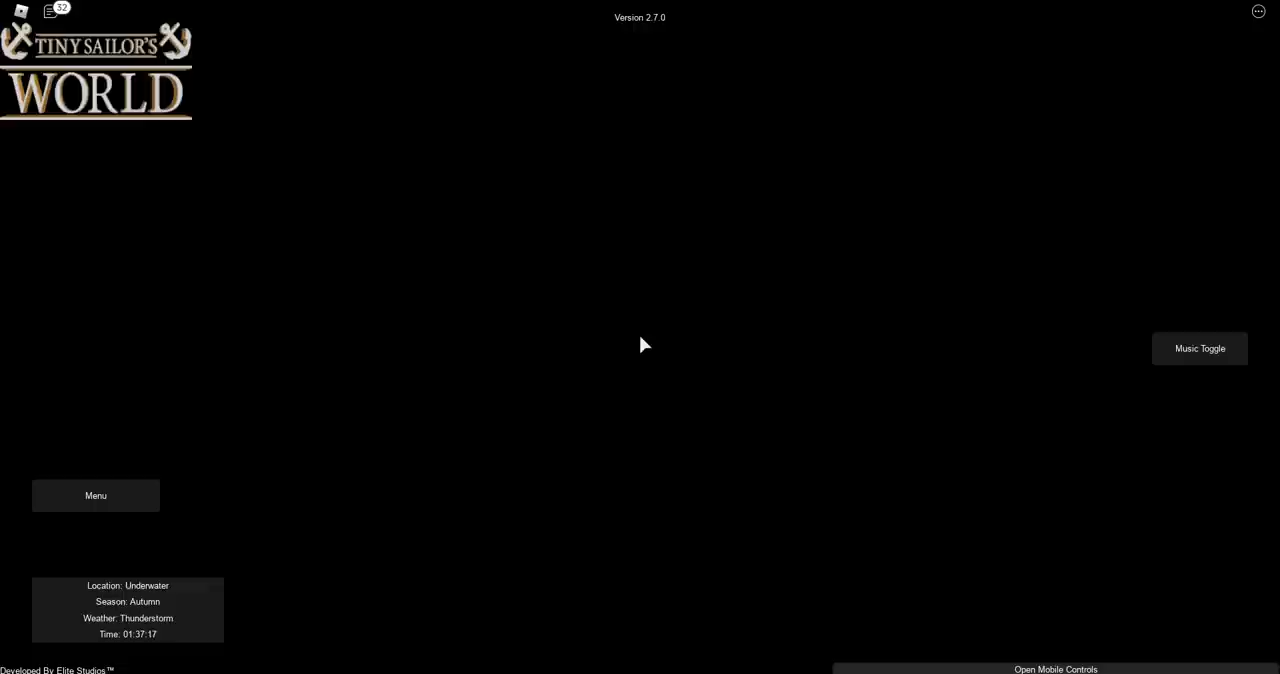 32
Version 2.7.0
TINY SAILOR'S
WORLD
Music Toggle
Menu
Location: Underwater
Season: Autumn
Weather: Thunderstorm
Time: 01:37:17
Developed By Elite Studios™
Open Mobile Controls